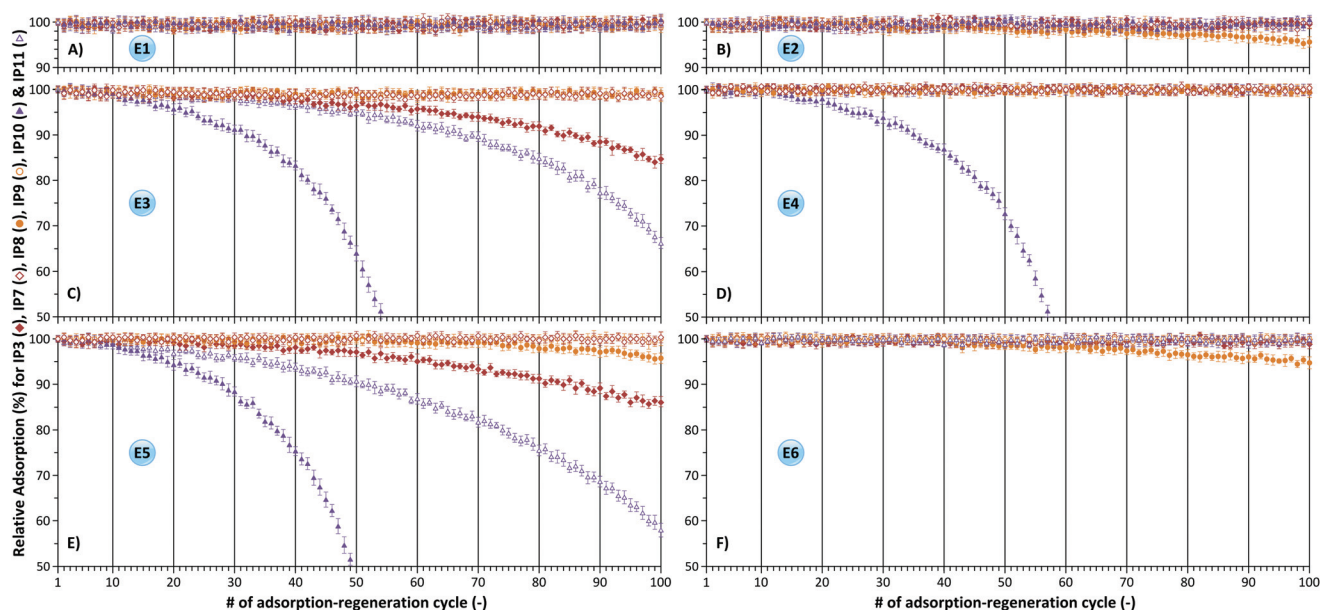 Relative Adsorption (%) for IP3 (◆), IP7 (◇), IP8 (●), IP9 (○), IP10 (▲) & IP11 (△)
100
90
A)
E1
100
90
B)
E2
100
90
80
70
60
50
C)
E3
100
90
80
70
60
50
D)
E4
100
90
80
70
60
50
E)
E5
1 10 20 30 40 50 60 70 80 90 100
# of adsorption-regeneration cycle (-)
100
90
80
70
60
50
F)
E6
1 10 20 30 40 50 60 70 80 90 100
# of adsorption-regeneration cycle (-)